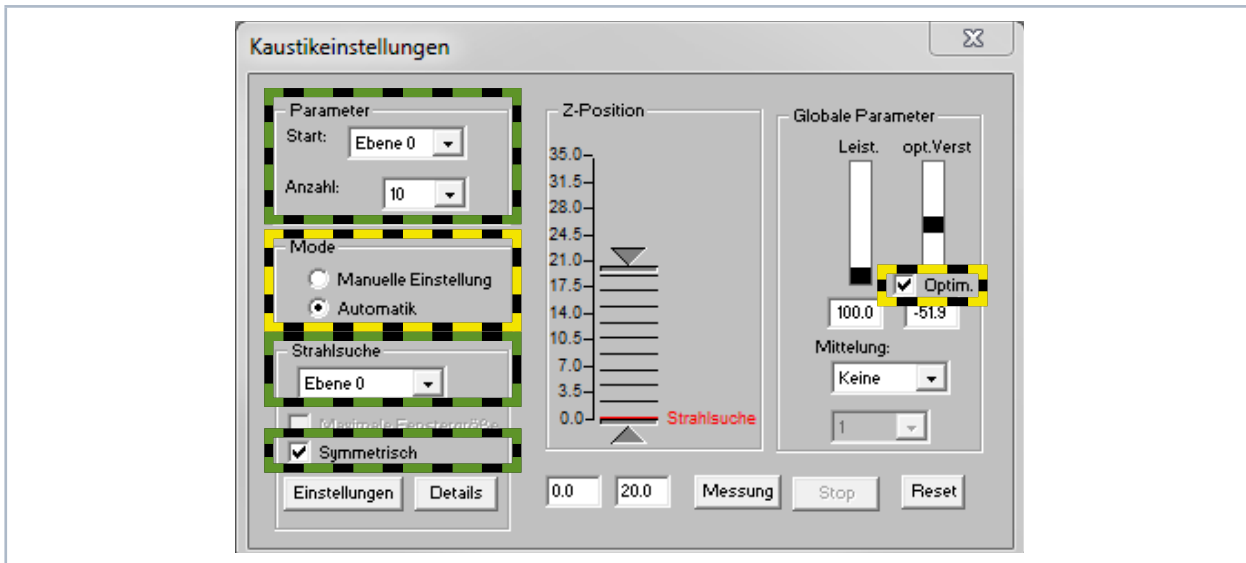 Kaustikeinstellungen
Parameter
Start: Ebene 0
Anzahl: 10
Mode
Manuelle Einstellung
Automatik
Strahlsuche
Ebene 0
Maximale Fenstergröße
Symmetrisch
Einstellungen Details
Z-Position
35.0
31.5
28.0
24.5
21.0
17.5
14.0
10.5
7.0
3.5
0.0 Strahlsuche
0.0 20.0 Messung Stop Reset
Globale Parameter
Leist. opt.Verst
Optim.
100.0 -51.9
Mittelung:
Keine
1